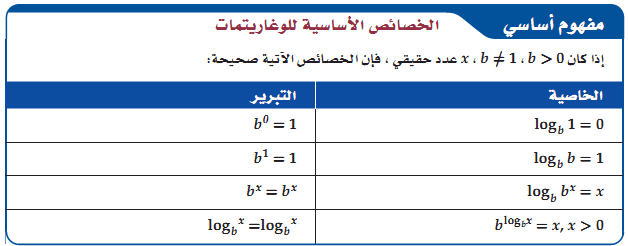 مفهوم أساسي الخصائص الأساسية للوغاريتمات
إذا كان b > 0 ، b ≠ 1 ، x عدد حقيقي ، فإن الخصائص الآتية صحيحة:
الخاصية التبرير
log_b 1 = 0 b^0 = 1
log_b b = 1 b^1 = 1
log_b b^x = x b^x = b^x
b^{log_b x} = x, x > 0 log_b^x =log_b^x